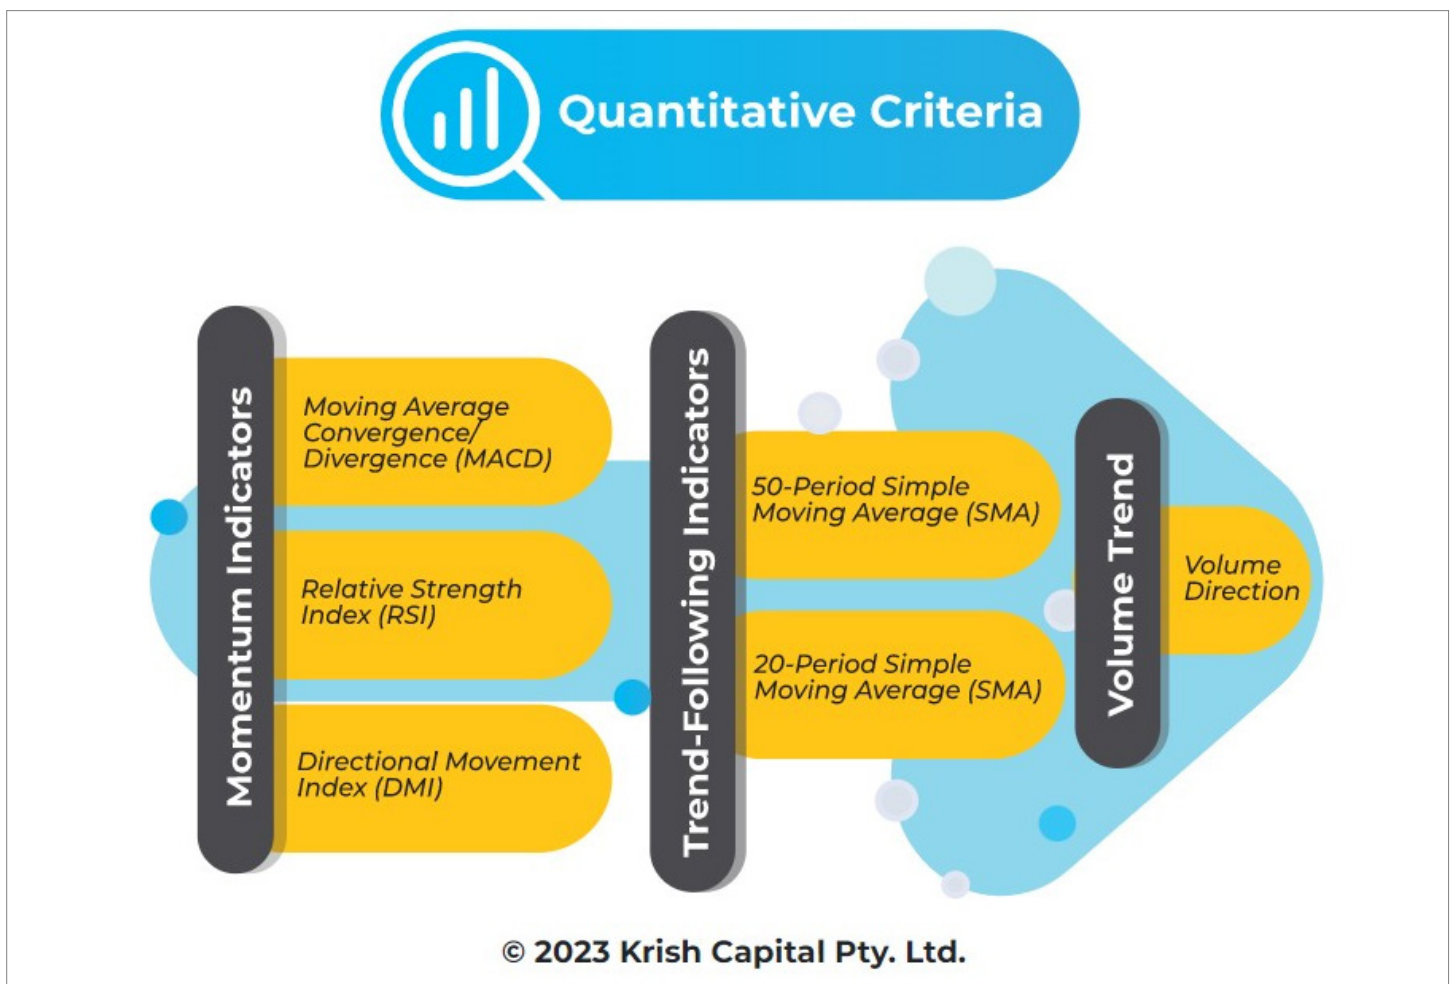 Quantitative Criteria
Momentum Indicators
Moving Average
Convergence/
Divergence (MACD)
Relative Strength
Index (RSI)
Directional Movement
Index (DMI)
Trend-Following Indicators
50-Period Simple
Moving Average (SMA)
20-Period Simple
Moving Average (SMA)
Volume Trend
Volume
Direction
© 2023 Krish Capital Pty. Ltd.